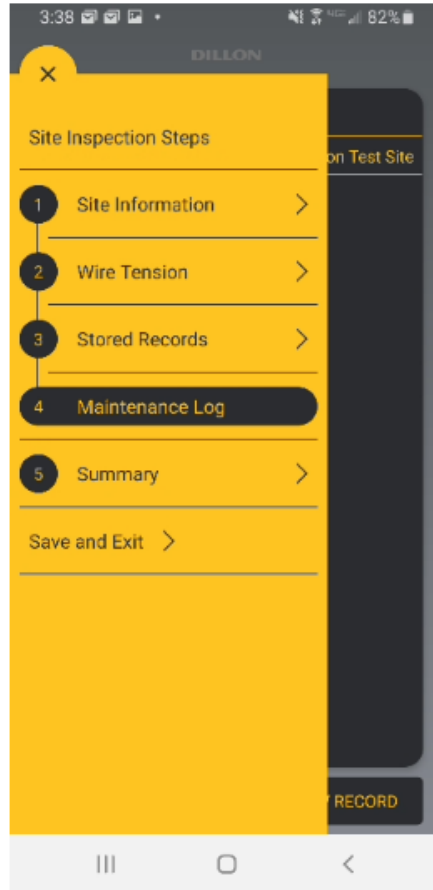 3:38
82%
DILLON
Site Inspection Steps
on Test Site
1 Site Information
2 Wire Tension
3 Stored Records
4 Maintenance Log
5 Summary
Save and Exit
RECORD